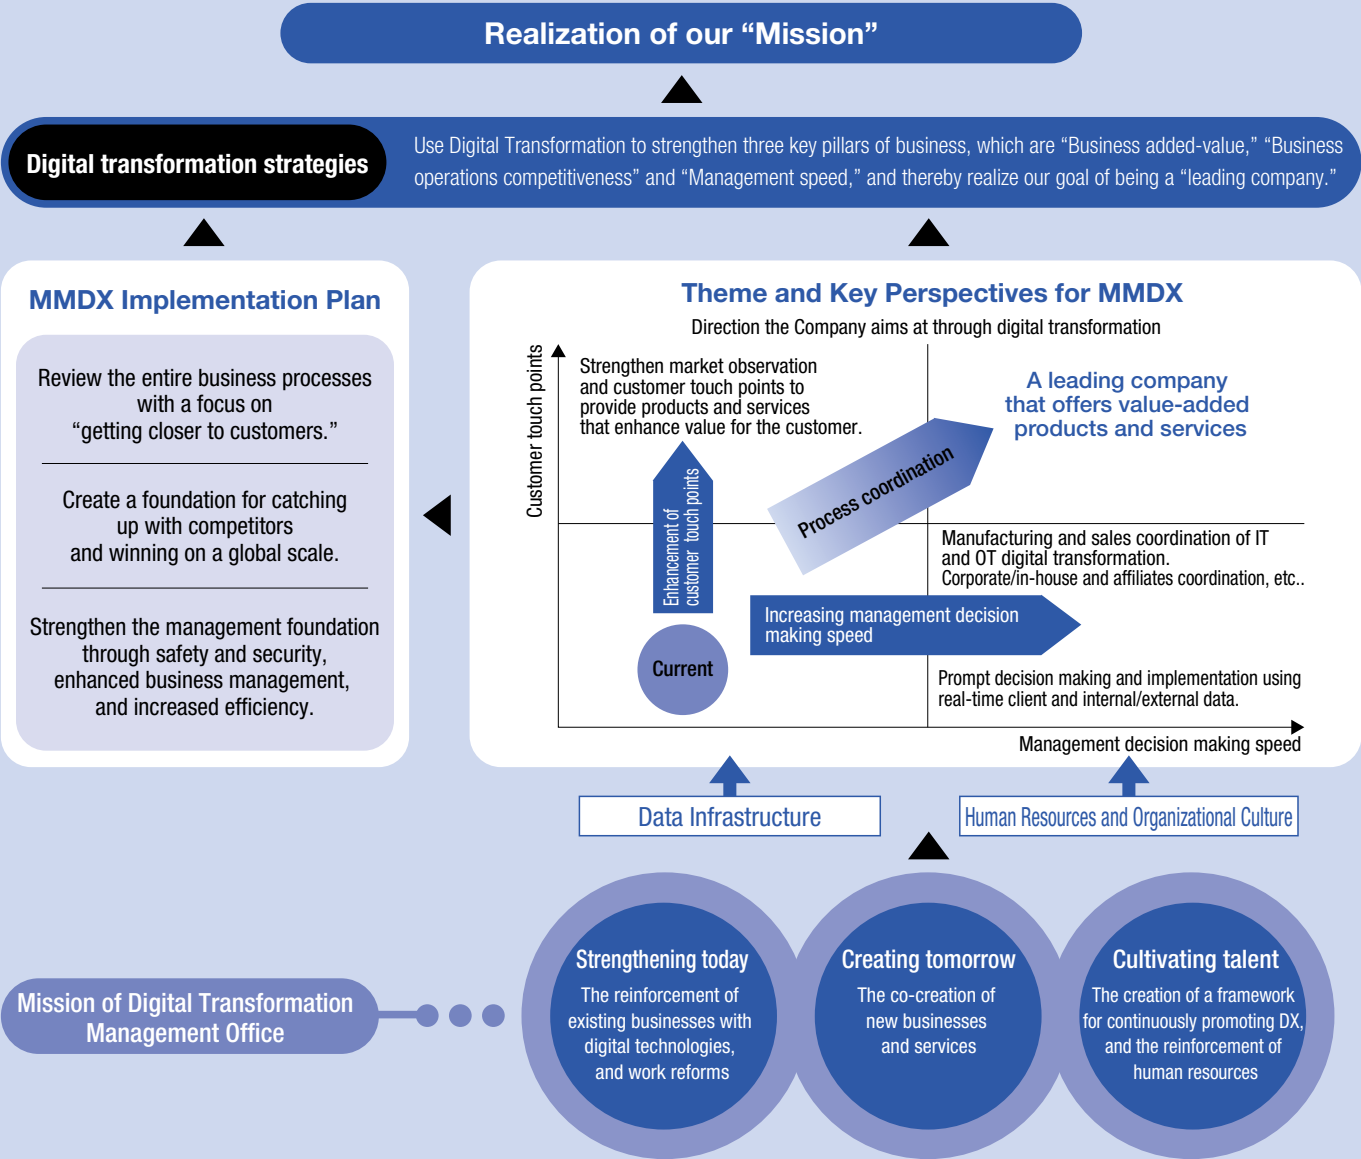 Realization of our “Mission”
Digital transformation strategies
Use Digital Transformation to strengthen three key pillars of business, which are “Business added-value,” “Business
operations competitiveness” and “Management speed,” and thereby realize our goal of being a “leading company.”
MMDX Implementation Plan
Review the entire business processes
with a focus on
“getting closer to customers.”
Create a foundation for catching
up with competitors
and winning on a global scale.
Strengthen the management foundation
through safety and security,
enhanced business management,
and increased efficiency.
Theme and Key Perspectives for MMDX
Direction the Company aims at through digital transformation
Customer touch points
Strengthen market observation
and customer touch points to
provide products and services
that enhance value for the customer.
A leading company
that offers value-added
products and services
Process coordination
Enhancement of
customer touch points
Manufacturing and sales coordination of IT
and OT digital transformation.
Corporate/in-house and affiliates coordination, etc..
Increasing management decision
making speed
Current
Prompt decision making and implementation using
real-time client and internal/external data.
Management decision making speed
Data Infrastructure
Human Resources and Organizational Culture
Mission of Digital Transformation
Management Office
Strengthening today
The reinforcement of
existing businesses with
digital technologies,
and work reforms
Creating tomorrow
The co-creation of
new businesses
and services
Cultivating talent
The creation of a framework
for continuously promoting DX,
and the reinforcement of
human resources